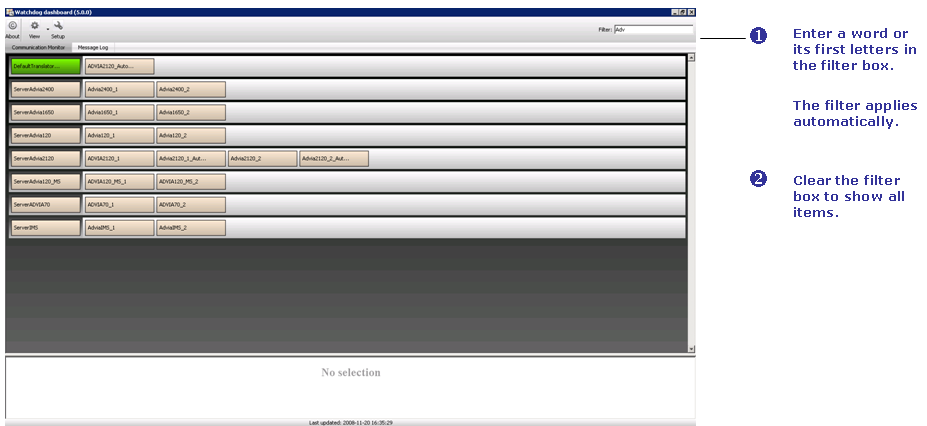 Watchdog dashboard (5.0.0)
About View Setup
Filter: Adv
Communication Monitor Message Log
DefaultTranslator... ADVIA2120_Auto...
ServerAdvia2400 Advia2400_1 Advia2400_2
ServerAdvia1650 Advia1650_1 Advia1650_2
ServerAdvia120 Advia120_1 Advia120_2
ServerAdvia2120 ADVIA2120_1 Advia2120_1_Aut... Advia2120_2 Advia2120_2_Aut...
ServerAdvia120_MS ADVIA120_MS_1 ADVIA120_MS_2
ServerADVIA70 ADVIA70_1 ADVIA70_2
ServerIMS AdviaIMS_1 AdviaIMS_2
No selection
Last updated: 2008-11-20 16:35:29
1 Enter a word or
its first letters in
the filter box.
The filter applies
automatically.
2 Clear the filter
box to show all
items.